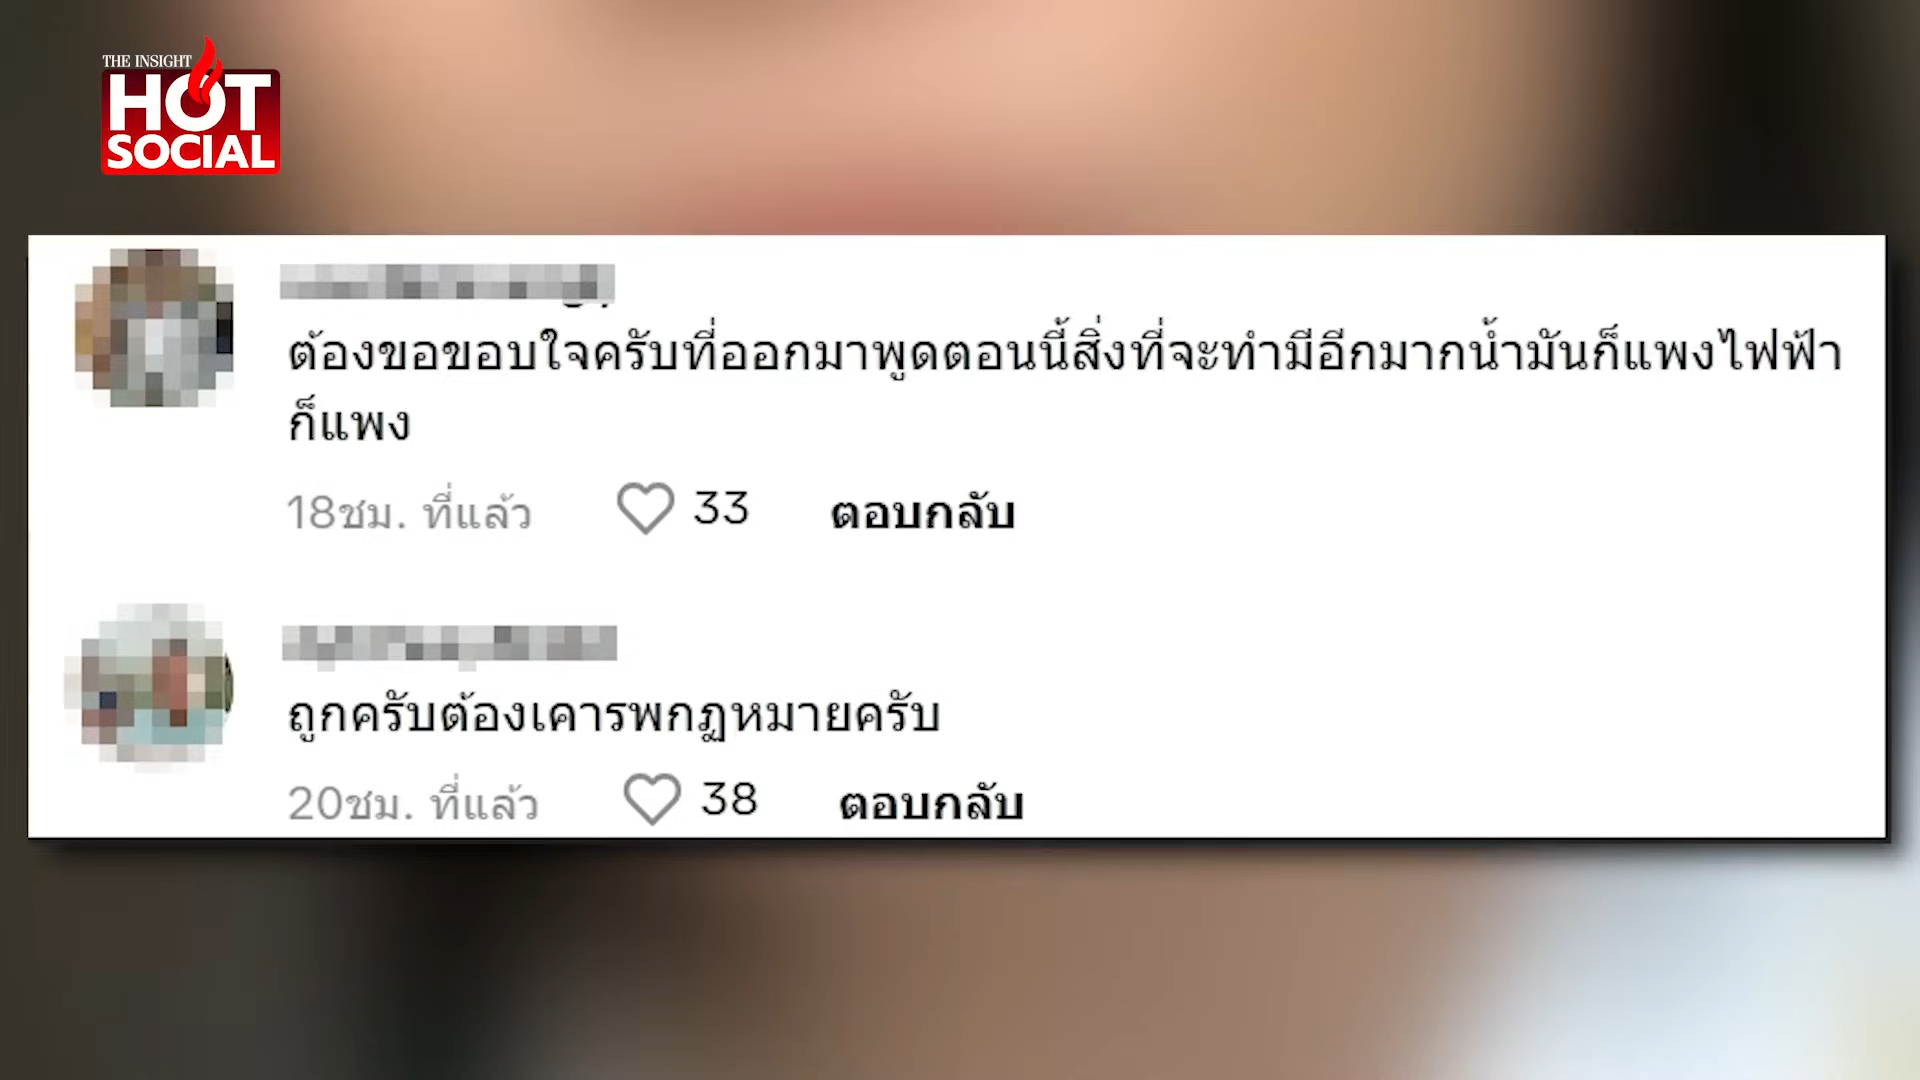 THE INSIGHT
HOT
SOCIAL
ต้องขอขอบใจครับที่ออกมาพูดตอนนี้สิ่งที่จะทำมีอีกมากน้ำมันก็แพงไฟฟ้า
ก็แพง
18ชม. ที่แล้ว 33 ตอบกลับ
ถูกครับต้องเคารพกฎหมายครับ
20ชม. ที่แล้ว 38 ตอบกลับ